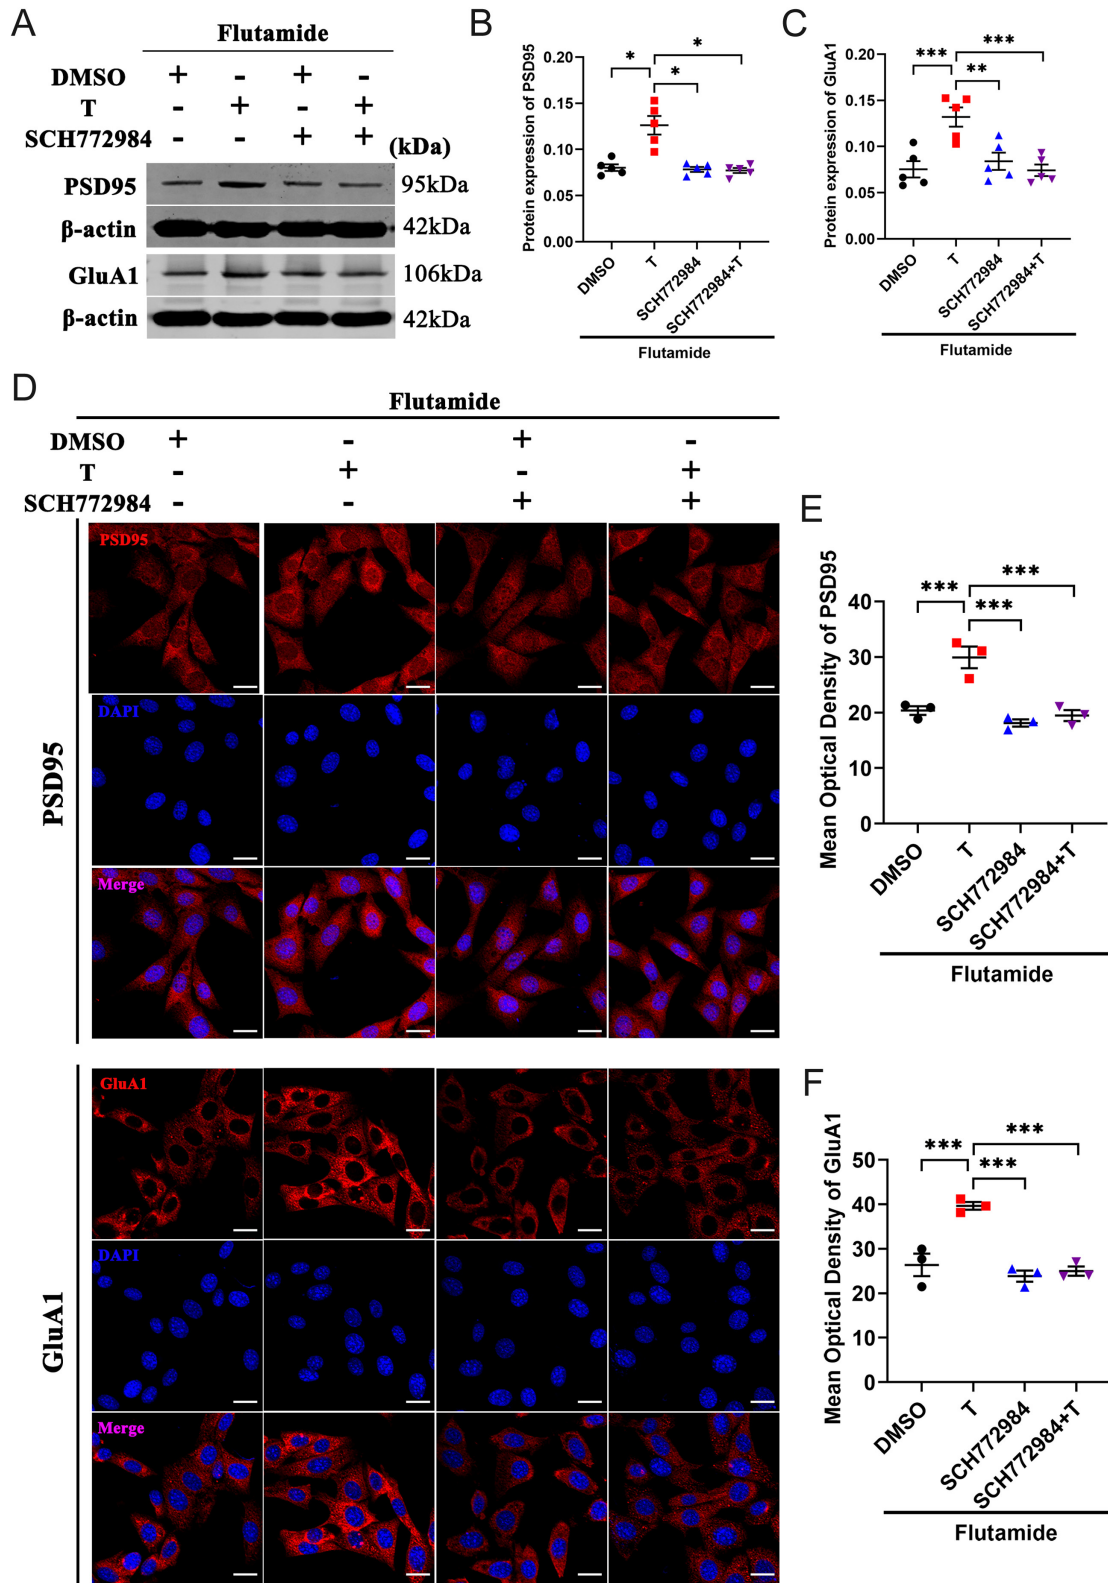 A
Flutamide
DMSO + - + -
T - + - +
SCH772984 - - + +
(kDa)
PSD95 95kDa
β-actin 42kDa
GluA1 106kDa
β-actin 42kDa
B
Protein expression of PSD95
0.20
0.15
0.10
0.05
0.00
* * *
DMSO
T
SCH772984
SCH772984+T
Flutamide
C
Protein expression of GluA1
0.20
0.15
0.10
0.05
0.00
*** ** ***
DMSO
T
SCH772984
SCH772984+T
Flutamide
D
Flutamide
DMSO + - + -
T - + - +
SCH772984 - - + +
PSD95
PSD95
DAPI
Merge
GluA1
GluA1
DAPI
Merge
E
Mean Optical Density of PSD95
40
30
20
10
0
*** *** ***
DMSO
T
SCH772984
SCH772984+T
Flutamide
F
Mean Optical Density of GluA1
50
40
30
20
10
0
*** *** ***
DMSO
T
SCH772984
SCH772984+T
Flutamide